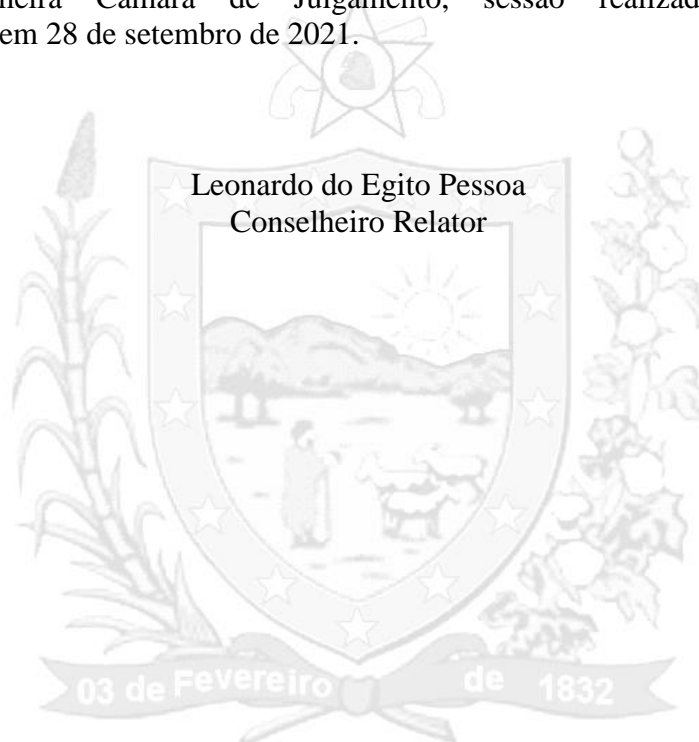 Câmara de Julgamento, sessão
em 28 de setembro de 2021.
Leonardo do Egito Pessoa
Conselheiro Relator
03 de Fevereiro de 1832